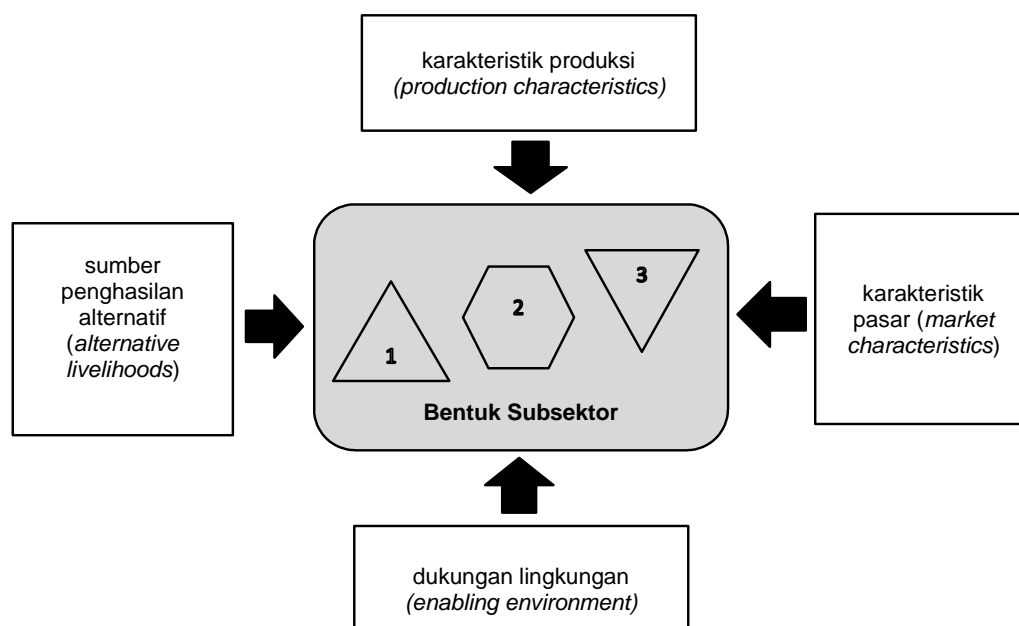 karakteristik produksi
(production characteristics)
sumber
penghasilan
alternatif
(alternative
livelihoods)
1
2
3
Bentuk Subsektor
karakteristik
pasar (market
characteristics)
dukungan lingkungan
(enabling environment)